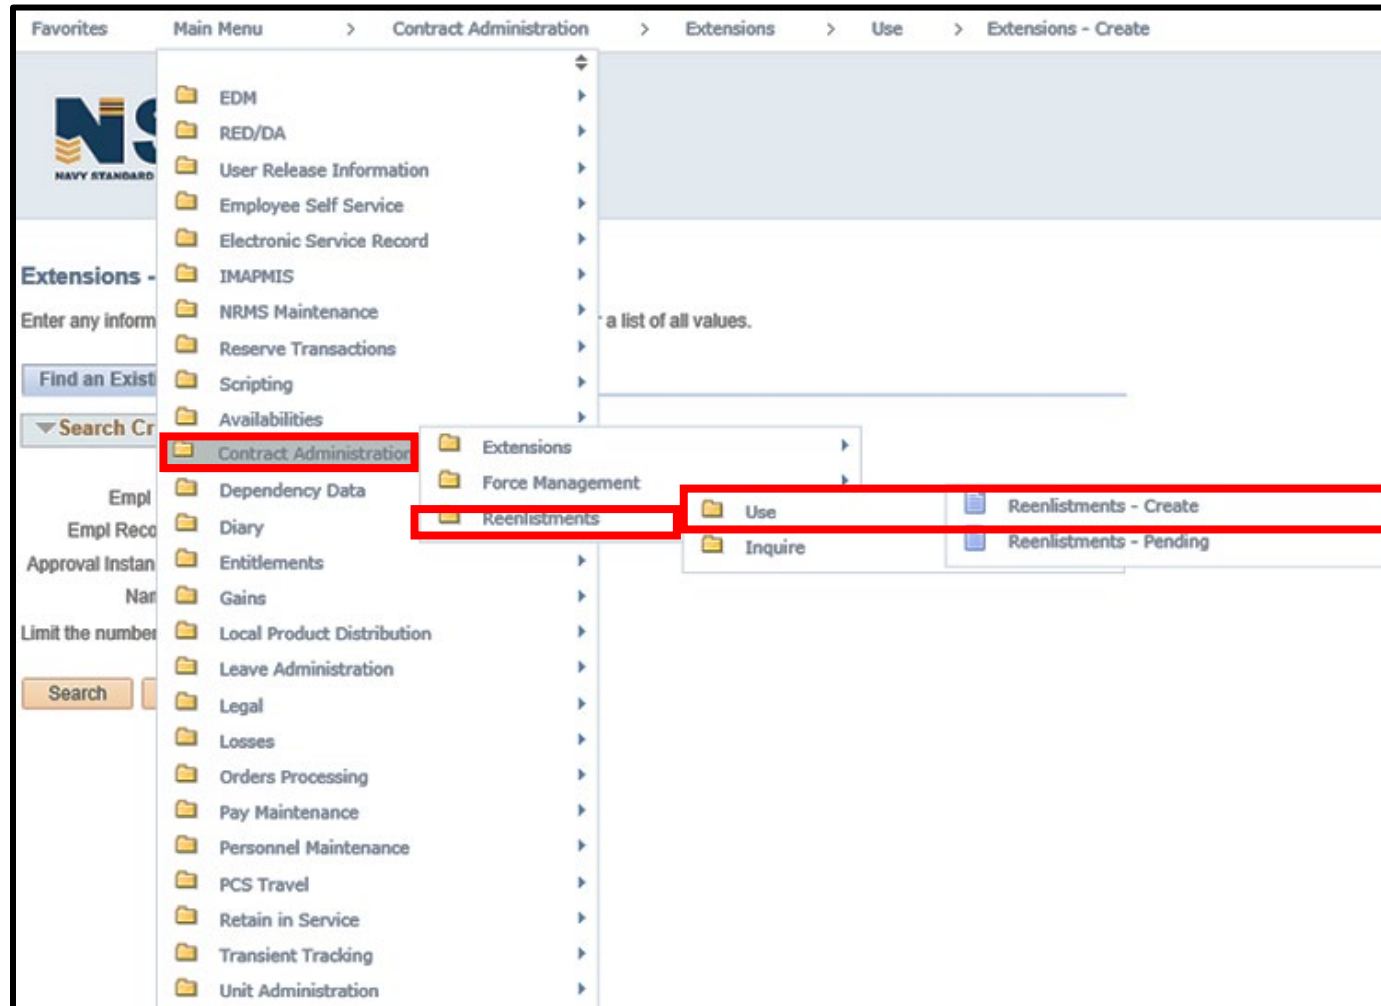 Favorites Main Menu > Contract Administration > Extensions > Use > Extensions - Create
NS
NAVY STANDARD
EDM
RED/DA
User Release Information
Employee Self Service
Electronic Service Record
Extensions -
IMAPMIS
Enter any inform
NRMS Maintenance
a list of all values.
Reserve Transactions
Find an Exist
Scripting
Availabilities
Search Cr
Contract Administration
Extensions
Dependency Data
Force Management
Empl
Reenlistments
Use
Reenlistments - Create
Empl Reco
Diary
Inquire
Reenlistments - Pending
Approval Instan
Entitlements
Nam
Gains
Limit the number
Local Product Distribution
Leave Administration
Search
Legal
Losses
Orders Processing
Pay Maintenance
Personnel Maintenance
PCS Travel
Retain in Service
Transient Tracking
Unit Administration